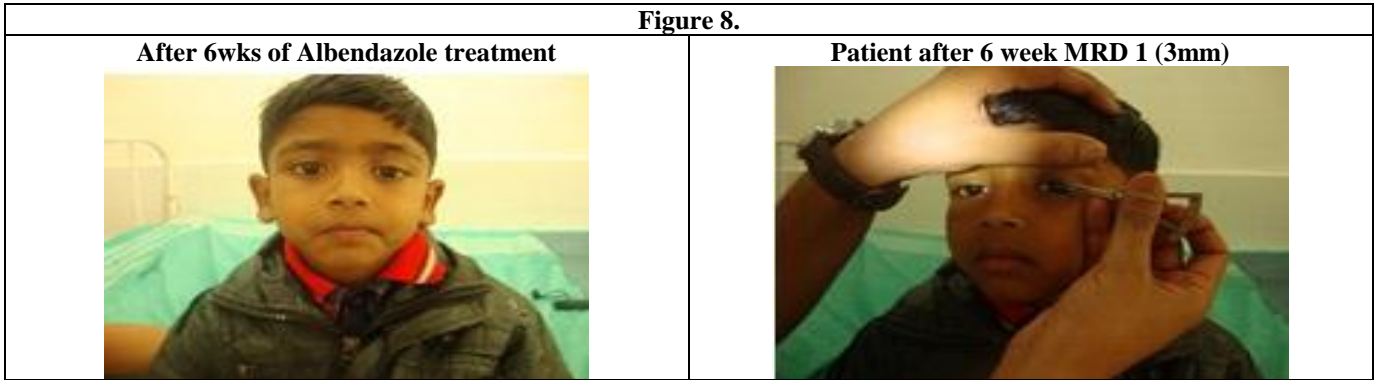 Figure 8.
After 6wks of Albendazole treatment
Patient after 6 week MRD 1 (3mm)